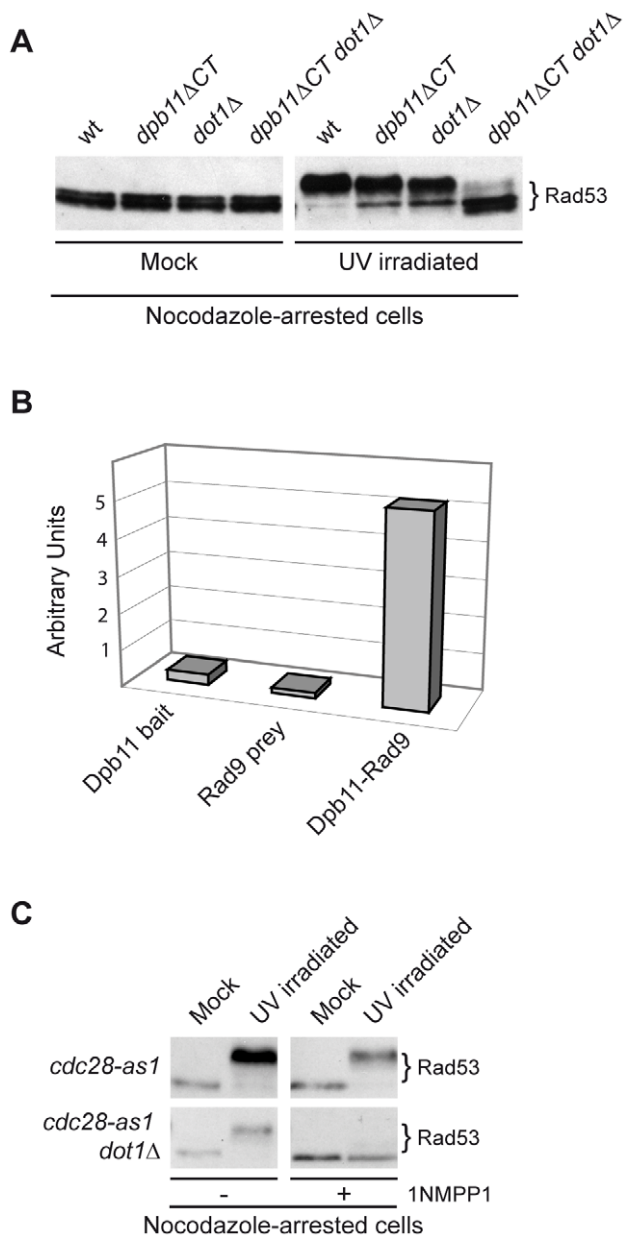 A
wt
dpb11ΔCT
dot1Δ
dpb11ΔCT dot1Δ
wt
dpb11ΔCT
dot1Δ
dpb11ΔCT dot1Δ
} Rad53
Mock
UV irradiated
Nocodazole-arrested cells
B
Arbitrary Units
5
4
3
2
1
Dpb11 bait
Rad9 prey
Dpb11-Rad9
C
Mock
UV irradiated
Mock
UV irradiated
cdc28-as1
} Rad53
cdc28-as1
dot1Δ
} Rad53
- + 1NMPP1
Nocodazole-arrested cells